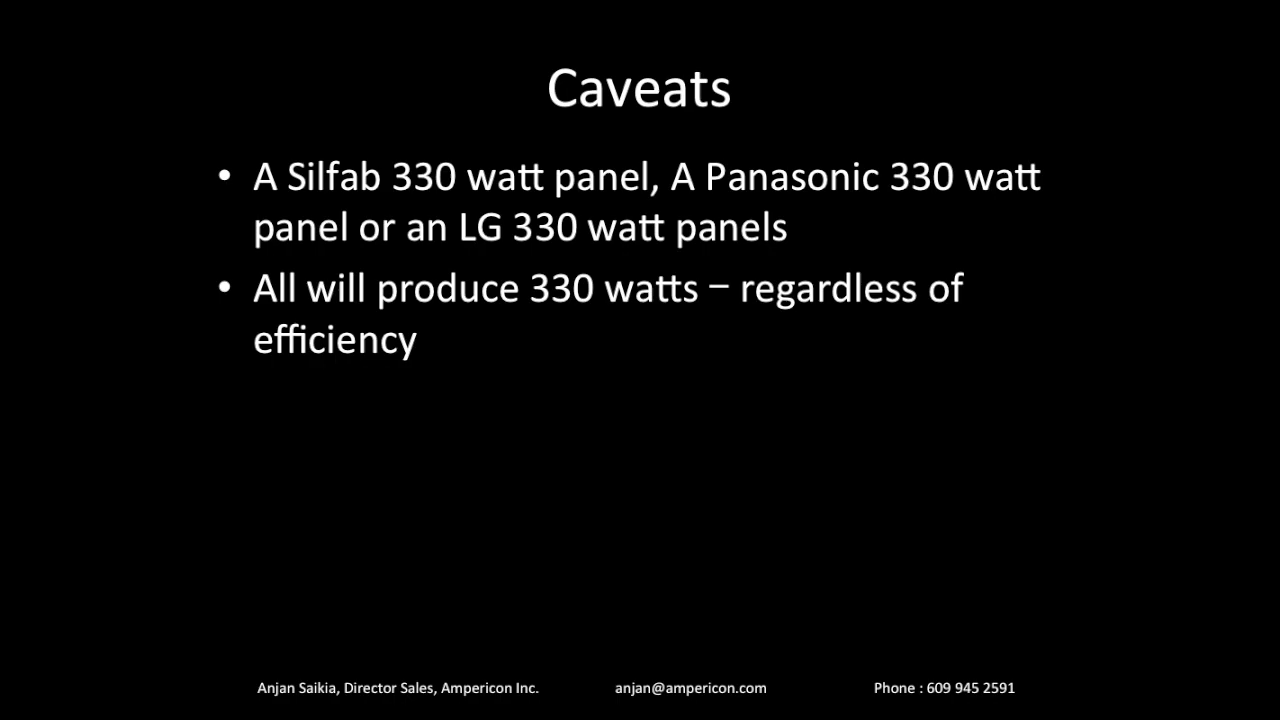 Caveats
• A Silfab 330 watt panel, A Panasonic 330 watt
panel or an LG 330 watt panels
• All will produce 330 watts – regardless of
efficiency
Anjan Saikia, Director Sales, Ampericon Inc. anjan@ampericon.com Phone : 609 945 2591